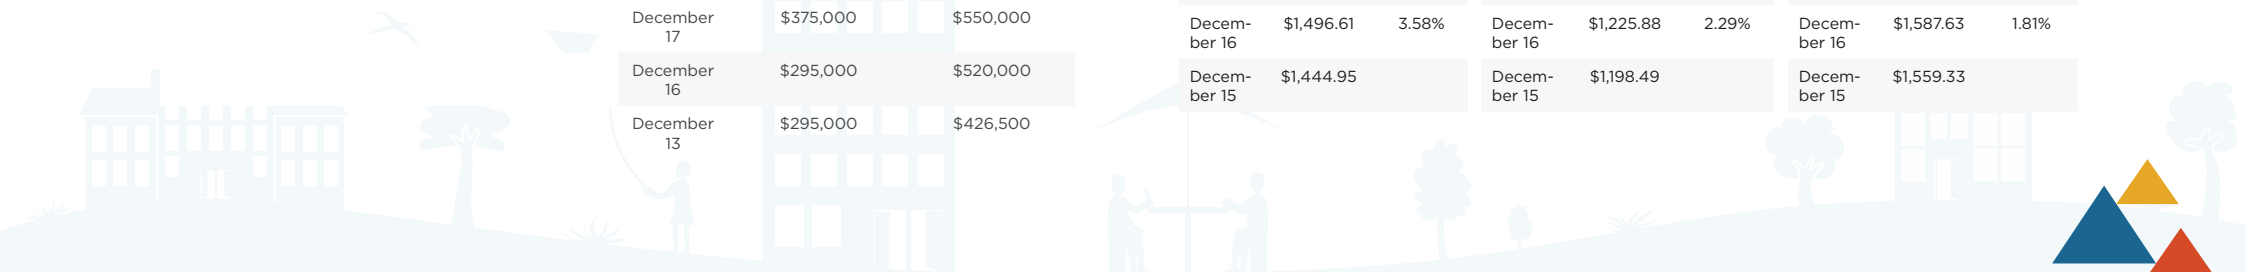 December $375,000 $550,000
17
December $295,000 $520,000
16
December $295,000 $426,500
13
Decem- $1,496.61 3.58%
ber 16
Decem- $1,444.95
ber 15
Decem- $1,225.88 2.29%
ber 16
Decem- $1,198.49
ber 15
Decem- $1,587.63 1.81%
ber 16
Decem- $1,559.33
ber 15